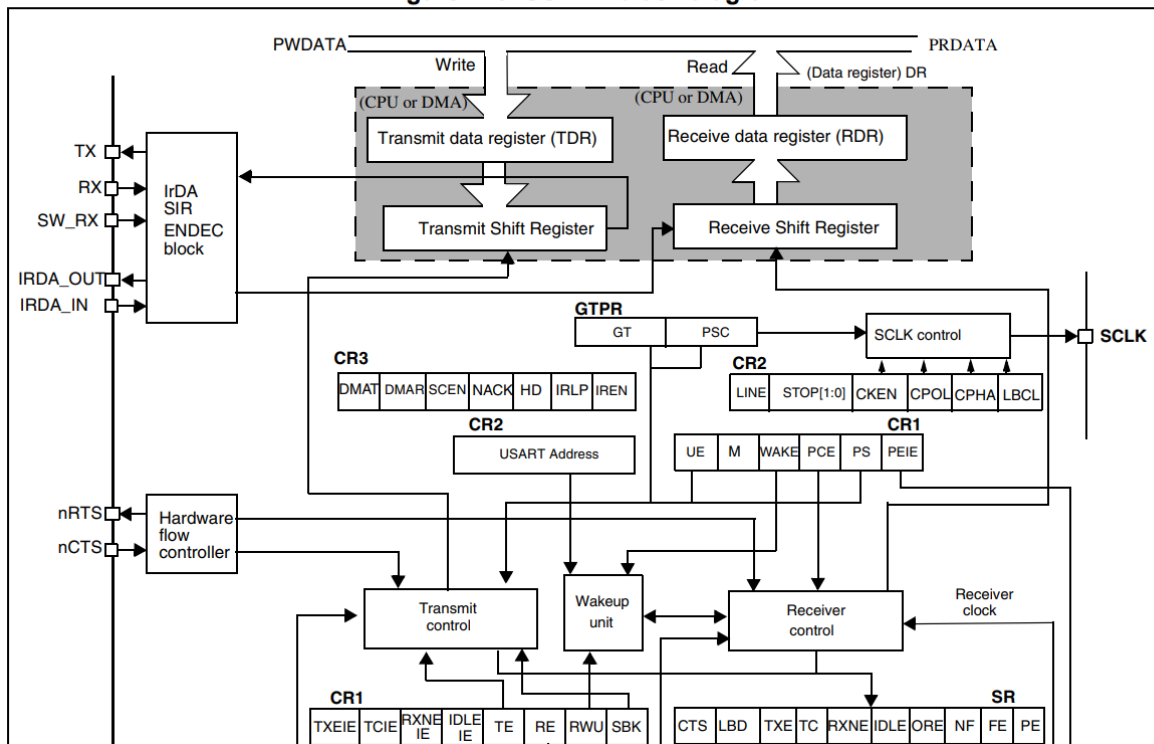 PWDATA
PRDATA
Write
Read
(Data register) DR
(CPU or DMA)
(CPU or DMA)
Transmit data register (TDR)
Receive data register (RDR)
TX
RX
SW_RX
IRDA_OUT
IRDA_IN
IrDA
SIR
ENDEC
block
Transmit Shift Register
Receive Shift Register
GTPR
GT
PSC
SCLK control
SCLK
CR3
DMAT DMAR SCEN NACK HD IRLP IREN
CR2
LINE STOP[1:0] CKEN CPOL CPHA LBCL
CR2
USART Address
CR1
UE M WAKE PCE PS PEIE
nRTS
nCTS
Hardware
flow
controller
Transmit
control
Wakeup
unit
Receiver
control
Receiver
clock
CR1
TXEIE TCIE RXNE IE IDLE IE TE RE RWU SBK
SR
CTS LBD TXE TC RXNE IDLE ORE NF FE PE